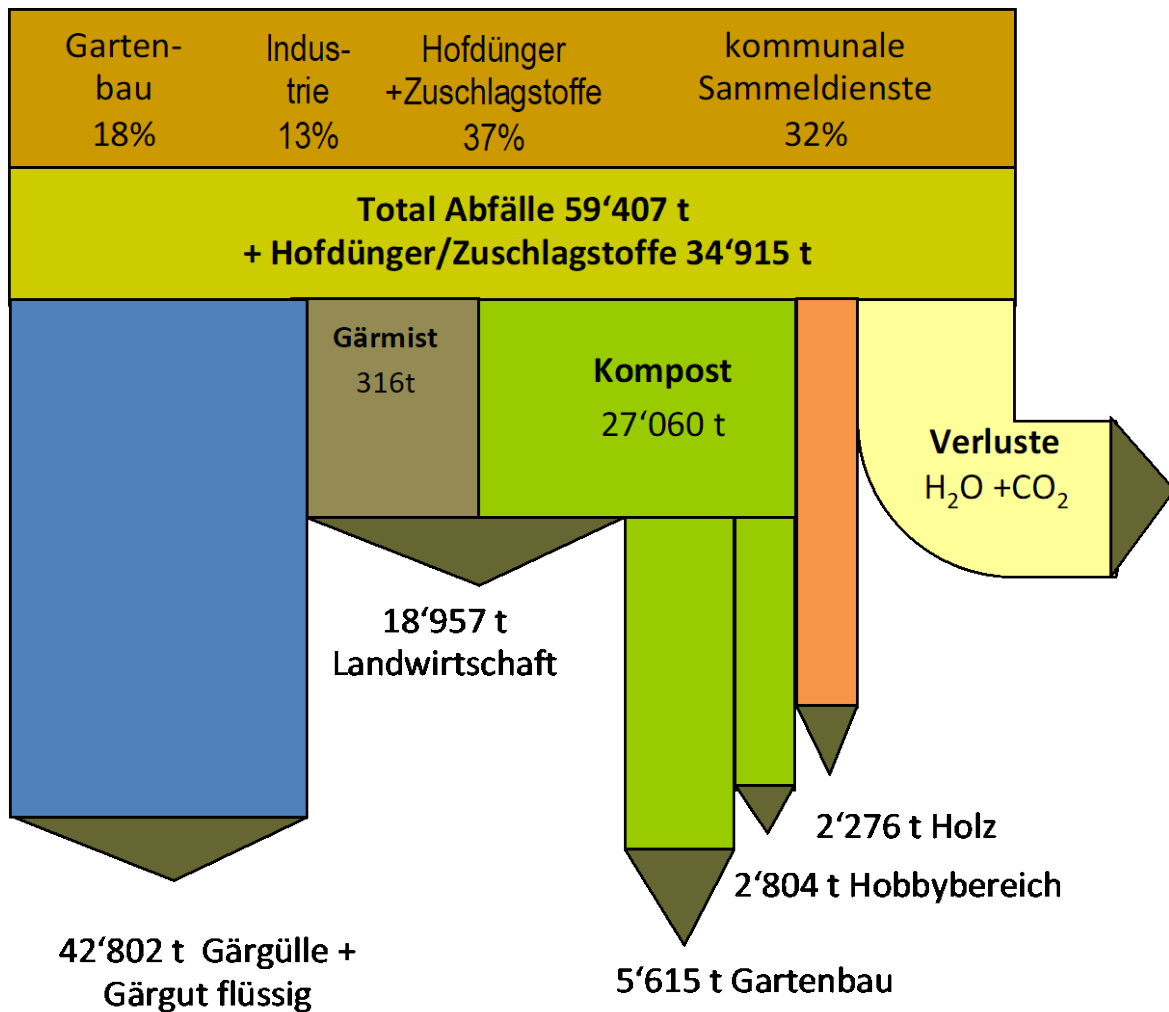 Garten-
bau
18%
Indus-
trie
13%
Hofdünger
+Zuschlagstoffe
37%
kommunale
Sammeldienste
32%
Total Abfälle 59‘407 t
+ Hofdünger/Zuschlagstoffe 34‘915 t
Gärmist
316t
Kompost
27‘060 t
Verluste
H₂O +CO₂
18‘957 t
Landwirtschaft
2‘276 t Holz
2‘804 t Hobbybereich
42‘802 t Gärgülle +
Gärgut flüssig
5‘615 t Gartenbau